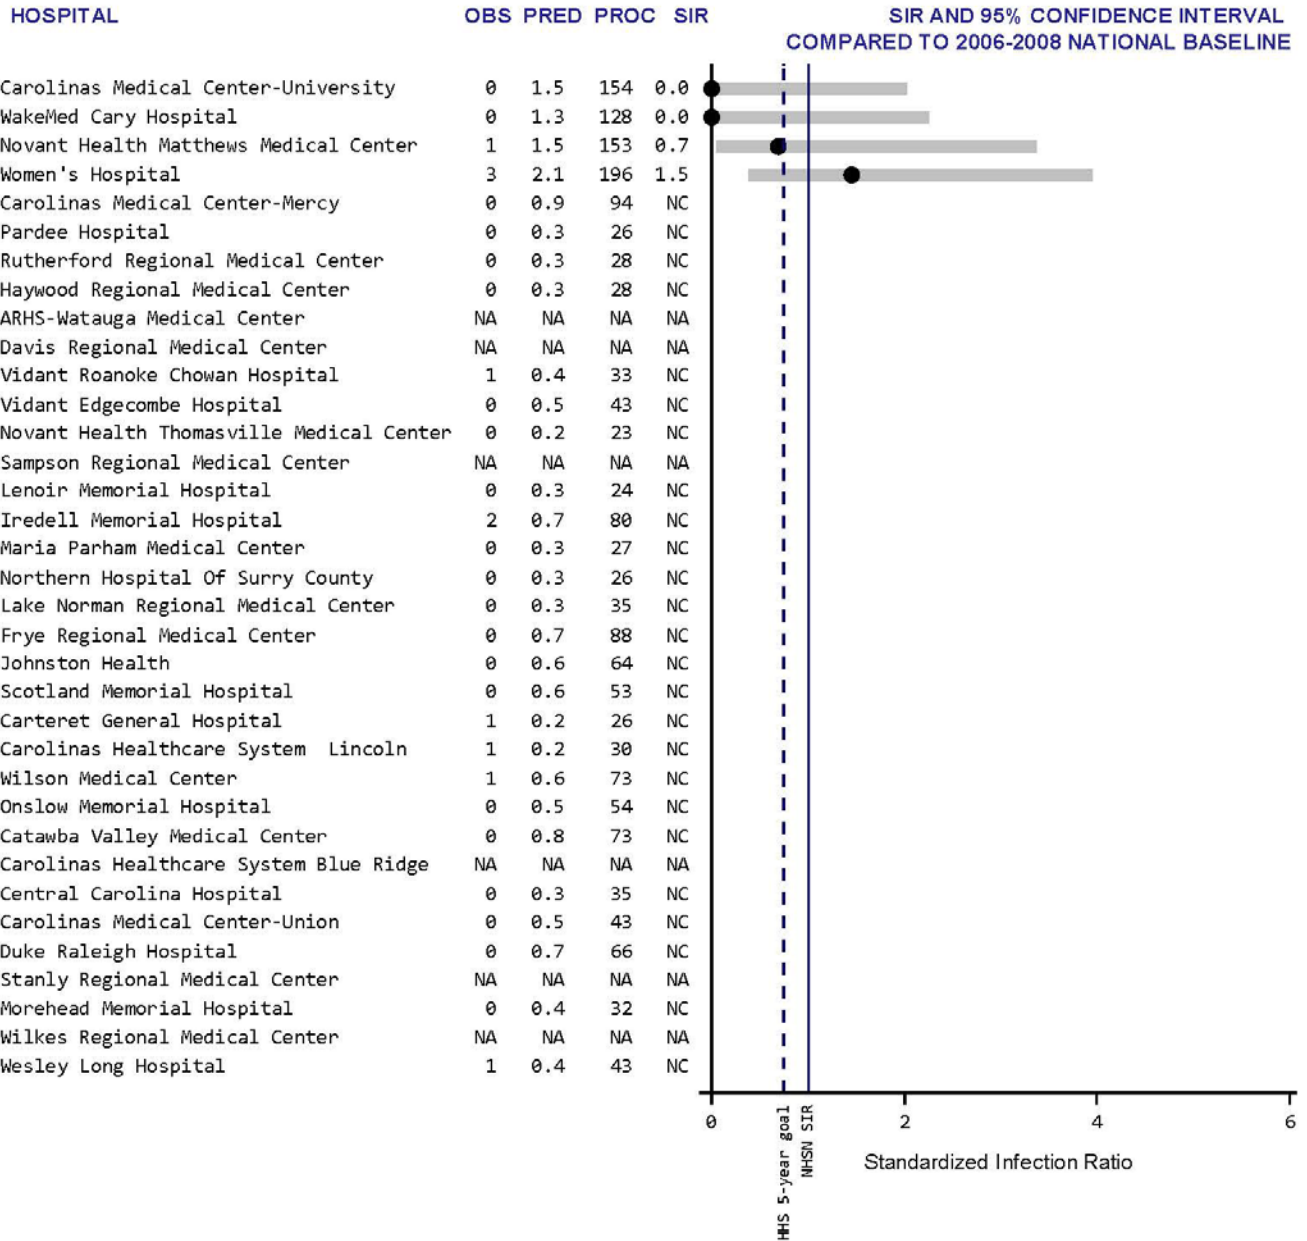 HOSPITAL OBS PRED PROC SIR SIR AND 95% CONFIDENCE INTERVAL
COMPARED TO 2006-2008 NATIONAL BASELINE
Carolinas Medical Center-University 0 1.5 154 0.0
WakeMed Cary Hospital 0 1.3 128 0.0
Novant Health Matthews Medical Center 1 1.5 153 0.7
Women's Hospital 3 2.1 196 1.5
Carolinas Medical Center-Mercy 0 0.9 94 NC
Pardee Hospital 0 0.3 26 NC
Rutherford Regional Medical Center 0 0.3 28 NC
Haywood Regional Medical Center 0 0.3 28 NC
ARHS-Watauga Medical Center NA NA NA NA
Davis Regional Medical Center NA NA NA NA
Vidant Roanoke Chowan Hospital 1 0.4 33 NC
Vidant Edgecombe Hospital 0 0.5 43 NC
Novant Health Thomasville Medical Center 0 0.2 23 NC
Sampson Regional Medical Center NA NA NA NA
Lenoir Memorial Hospital 0 0.3 24 NC
Iredell Memorial Hospital 2 0.7 80 NC
Maria Parham Medical Center 0 0.3 27 NC
Northern Hospital Of Surry County 0 0.3 26 NC
Lake Norman Regional Medical Center 0 0.3 35 NC
Frye Regional Medical Center 0 0.7 88 NC
Johnston Health 0 0.6 64 NC
Scotland Memorial Hospital 0 0.6 53 NC
Carteret General Hospital 1 0.2 26 NC
Carolinas Healthcare System  Lincoln 1 0.2 30 NC
Wilson Medical Center 1 0.6 73 NC
Onslow Memorial Hospital 0 0.5 54 NC
Catawba Valley Medical Center 0 0.8 73 NC
Carolinas Healthcare System Blue Ridge NA NA NA NA
Central Carolina Hospital 0 0.3 35 NC
Carolinas Medical Center-Union 0 0.5 43 NC
Duke Raleigh Hospital 0 0.7 66 NC
Stanly Regional Medical Center NA NA NA NA
Morehead Memorial Hospital 0 0.4 32 NC
Wilkes Regional Medical Center NA NA NA NA
Wesley Long Hospital 1 0.4 43 NC
0 2 4 6
HHS 5-year goal
NHSN SIR
Standardized Infection Ratio